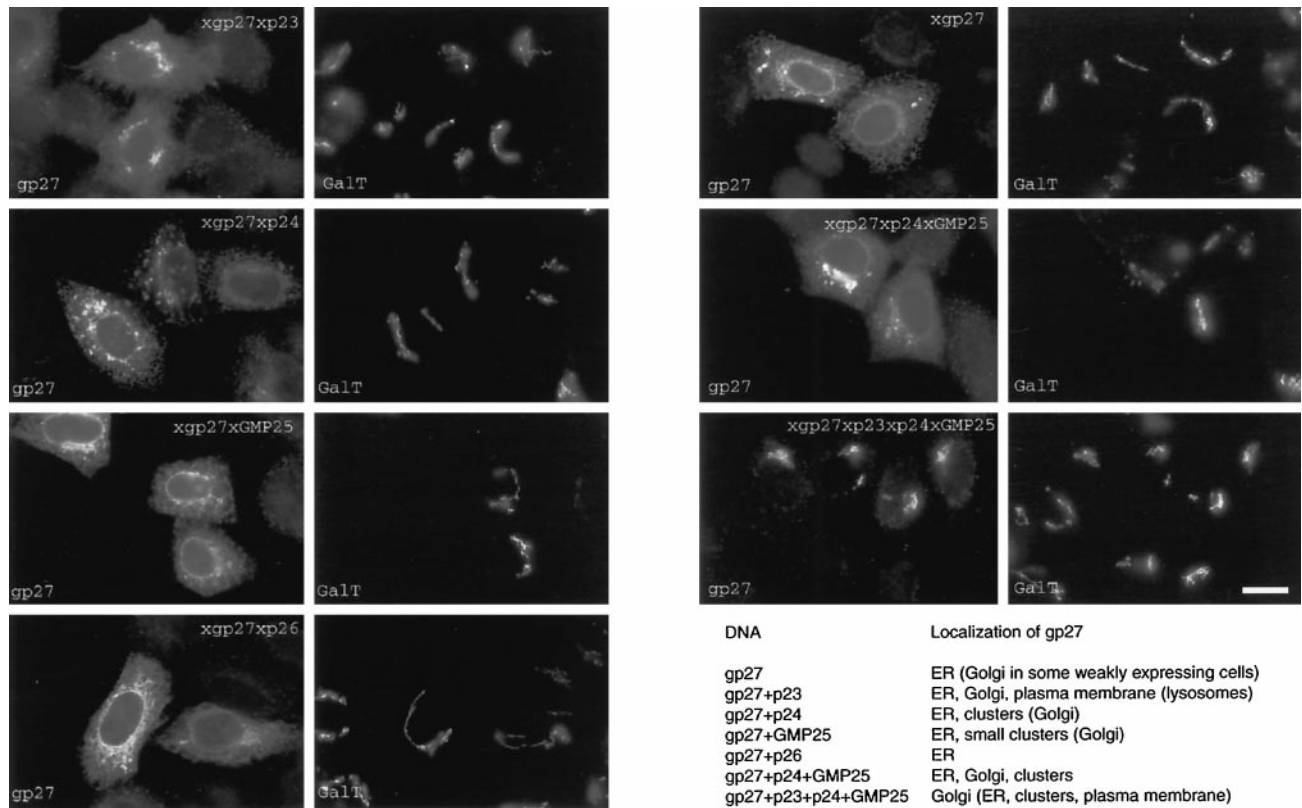 xgp27xp23
gp27
GalT
xgp27xp24
gp27
GalT
xgp27xGMP25
gp27
GalT
xgp27xp26
gp27
GalT
xgp27
gp27
GalT
xgp27xp24xGMP25
gp27
GalT
xgp27xp23xp24xGMP25
gp27
GalT
DNA Localization of gp27
gp27 ER (Golgi in some weakly expressing cells)
gp27+p23 ER, Golgi, plasma membrane (lysosomes)
gp27+p24 ER, clusters (Golgi)
gp27+GMP25 ER, small clusters (Golgi)
gp27+p26 ER
gp27+p24+GMP25 ER, Golgi, clusters
gp27+p23+p24+GMP25 Golgi (ER, clusters, plasma membrane)